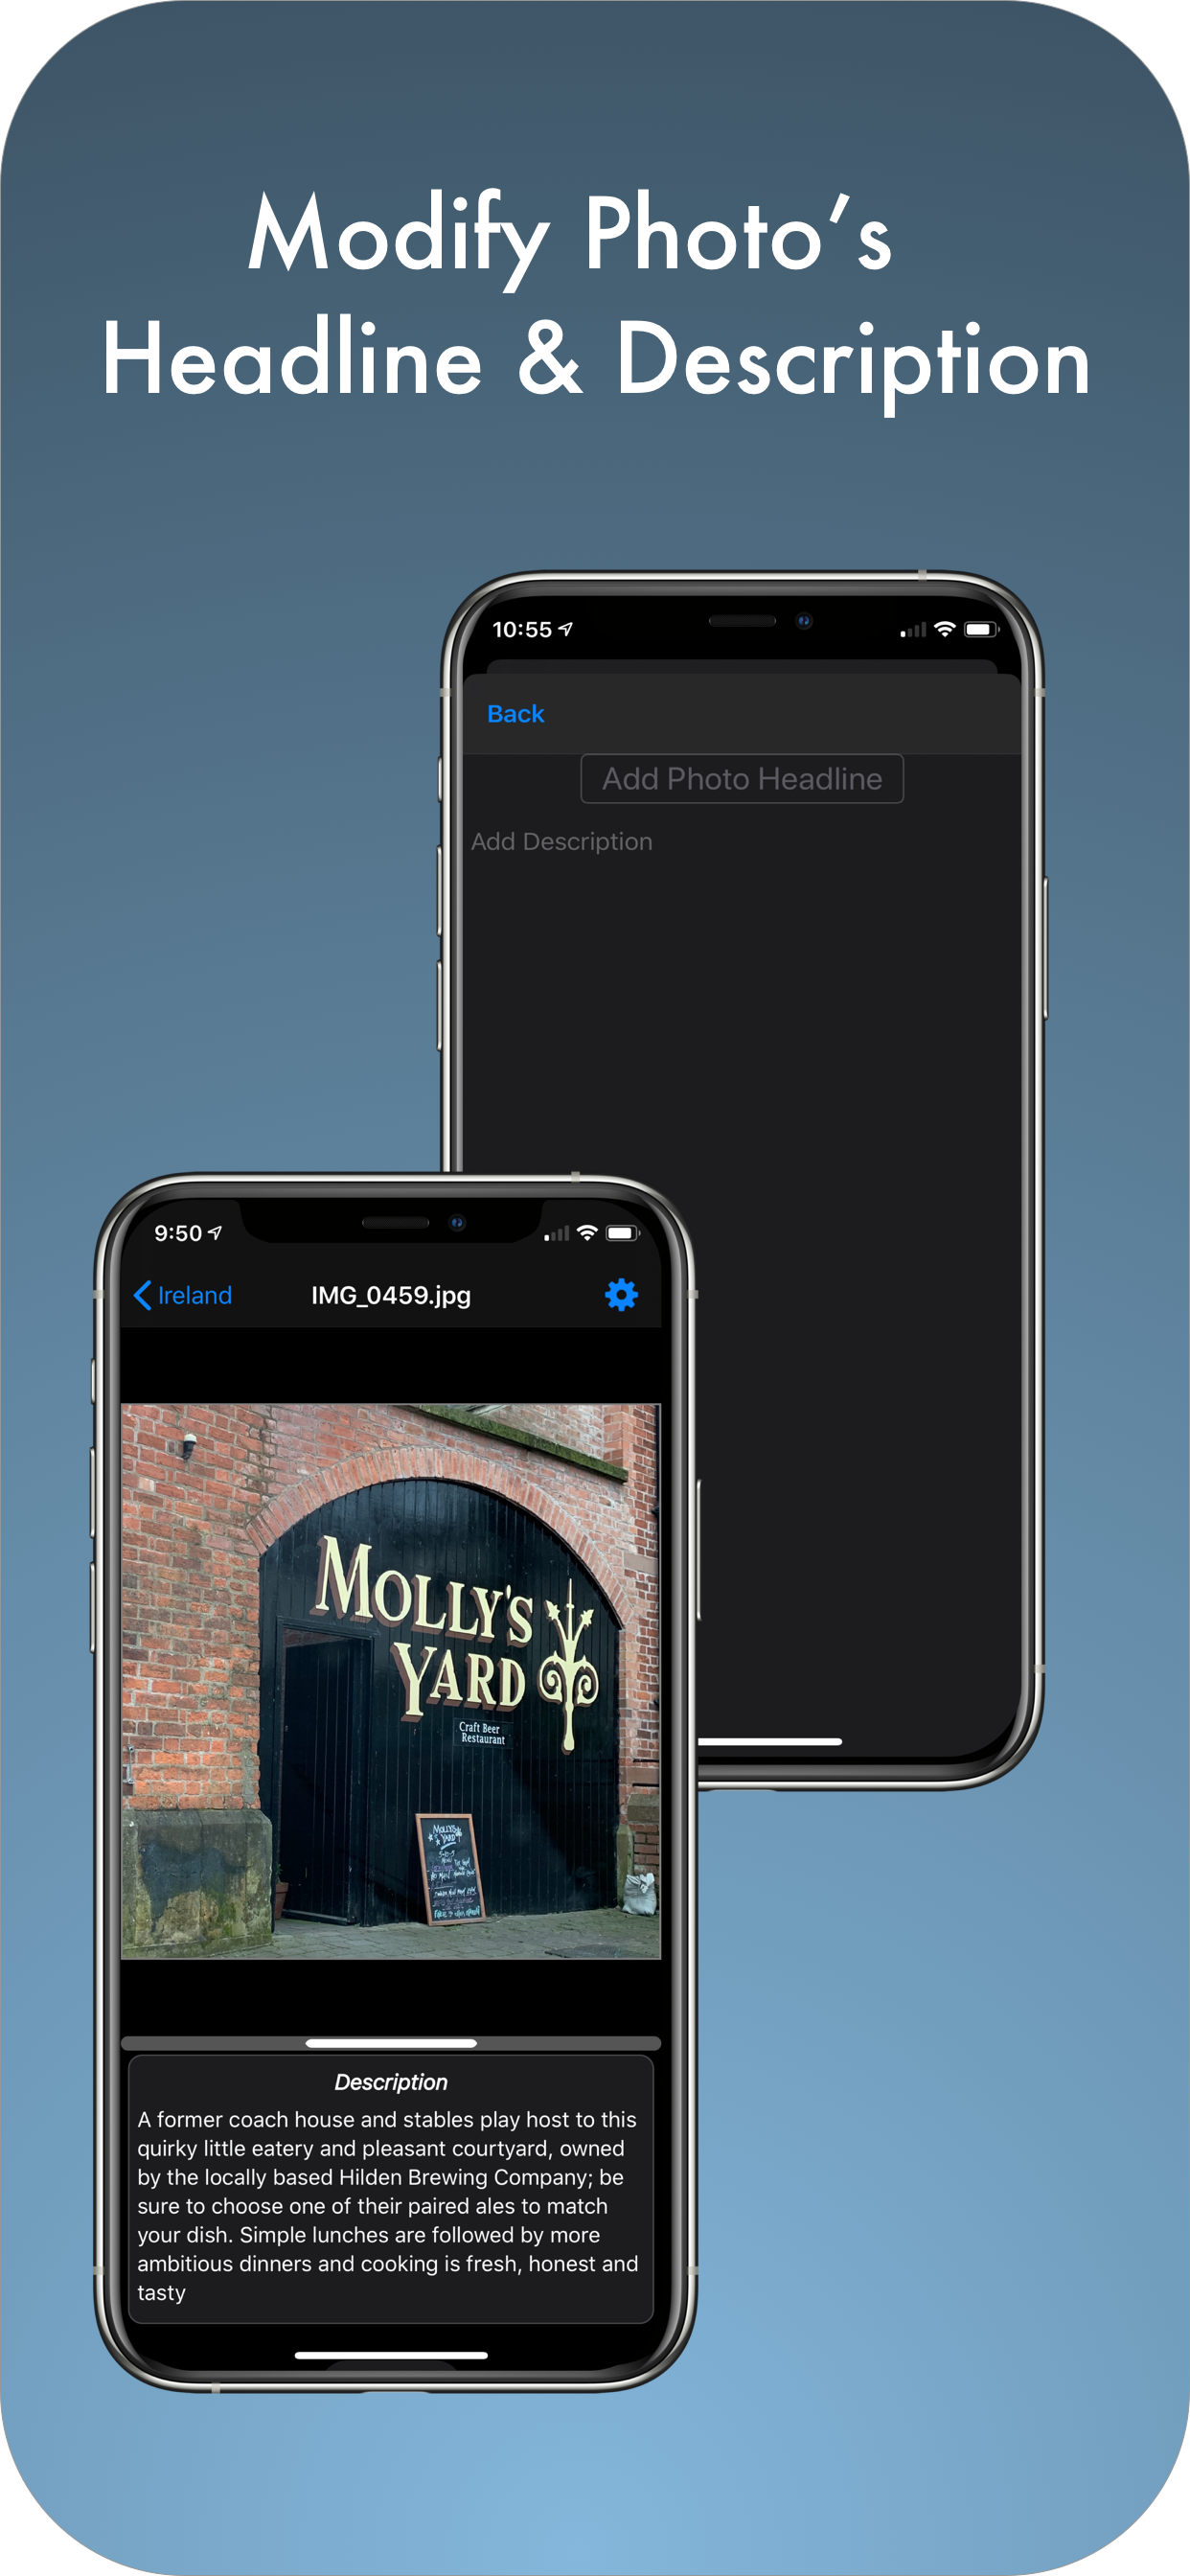 Modify Photo’s
Headline & Description
10:55
Back
Add Photo Headline
Add Description
9:50
Ireland
IMG_0459.jpg
MOLLY'S
YARD
Craft Beer
Restaurant
MOLLYS
YARD
Description
A former coach house and stables play host to this
quirky little eatery and pleasant courtyard, owned
by the locally based Hilden Brewing Company; be
sure to choose one of their paired ales to match
your dish. Simple lunches are followed by more
ambitious dinners and cooking is fresh, honest and
tasty